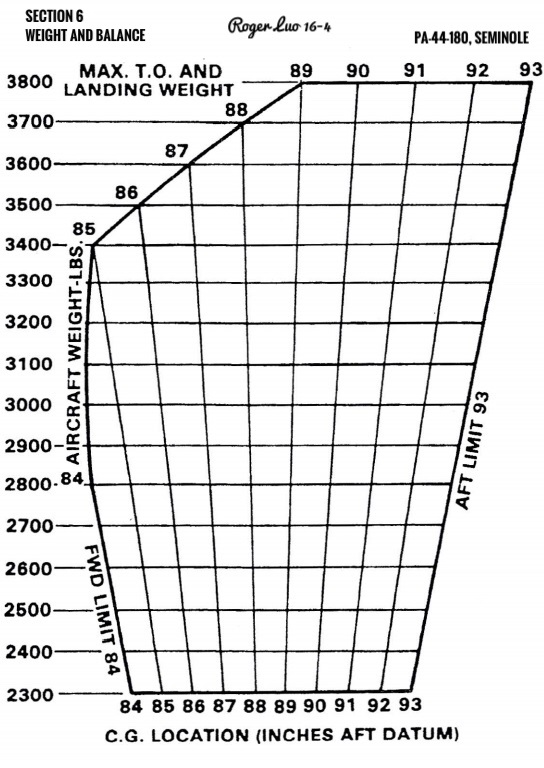 SECTION 6
WEIGHT AND BALANCE
Roger Luo 16-4
PA-44-180, SEMINOLE
MAX. T.O. AND
LANDING WEIGHT
89 90 91 92 93
88
87
86
85
84
3800
3700
3600
3500
3400
3300
3200
3100
3000
2900
2800
2700
2600
2500
2400
2300
AIRCRAFT WEIGHT-LBS.
FWD LIMIT 84
AFT LIMIT 93
84 85 86 87 88 89 90 91 92 93
C.G. LOCATION (INCHES AFT DATUM)